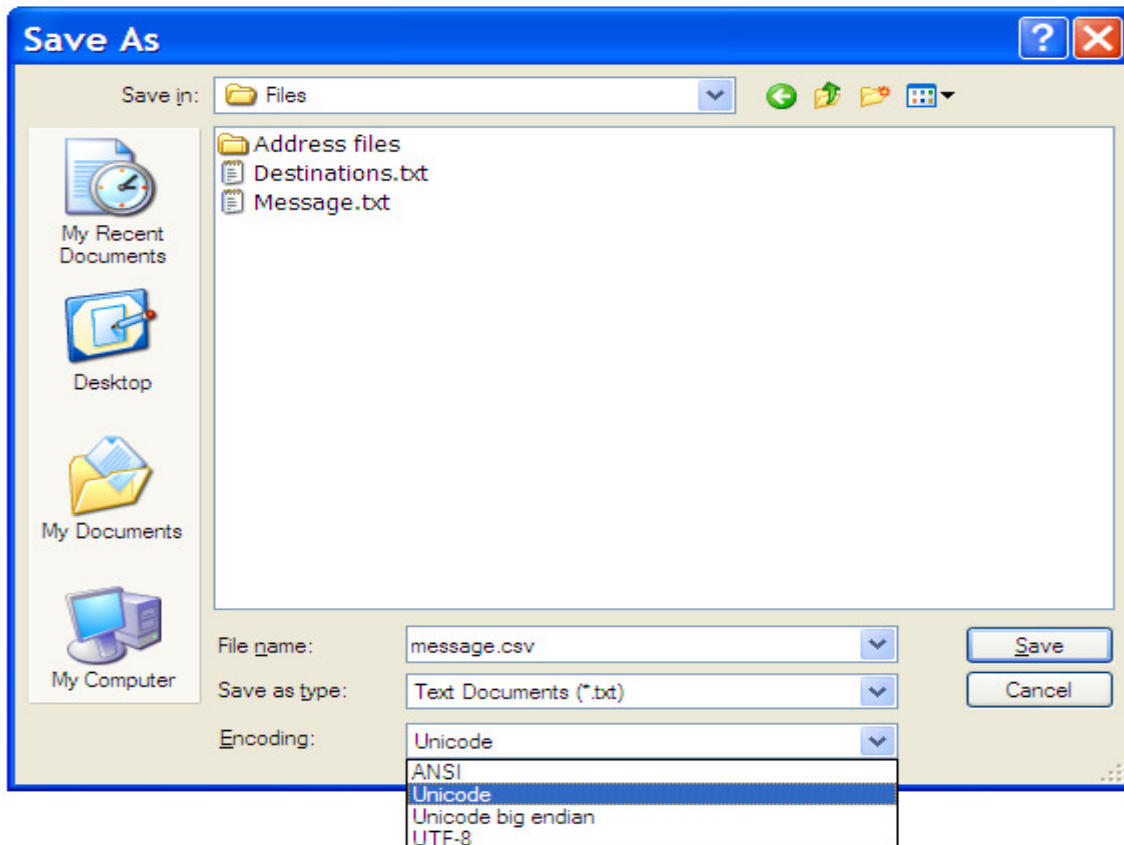 Save As
Save in: Files
Address files
Destinations.txt
Message.txt
My Recent
Documents
Desktop
My Documents
My Computer
File name: message.csv Save
Save as type: Text Documents (*.txt) Cancel
Encoding: Unicode
ANSI
Unicode
Unicode big endian
UTF-8